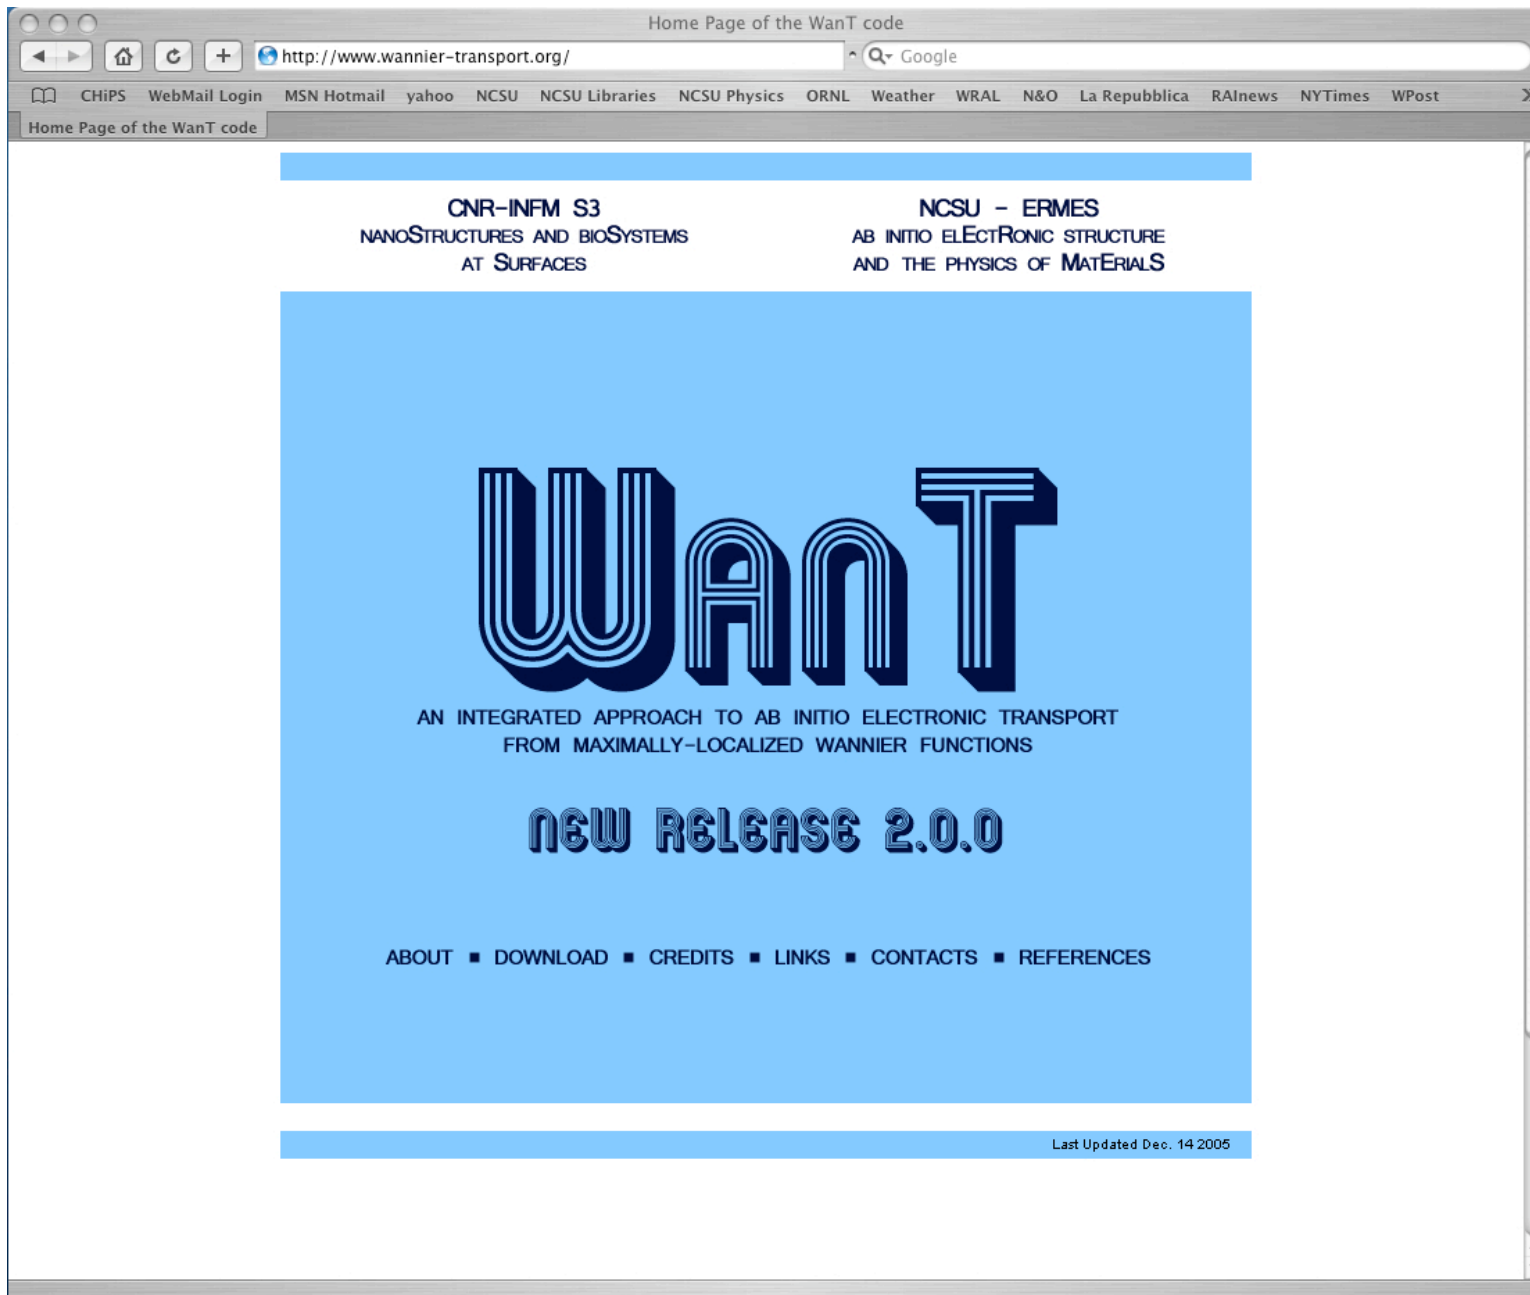 Home Page of the WanT code
http://www.wannier-transport.org/
Google
CHiPS WebMail Login MSN Hotmail yahoo NCSU NCSU Libraries NCSU Physics ORNL Weather WRAL N&O La Repubblica RAInews NYTimes WPost
Home Page of the WanT code
CNR-INFM S3
NANOSTRUCTURES AND BIOSYSTEMS
AT SURFACES
NCSU - ERMES
AB INITIO ELECTRONIC STRUCTURE
AND THE PHYSICS OF MATERIALS
WANT
AN INTEGRATED APPROACH TO AB INITIO ELECTRONIC TRANSPORT
FROM MAXIMALLY-LOCALIZED WANNIER FUNCTIONS
NEW RELEASE 2.0.0
ABOUT ▪ DOWNLOAD ▪ CREDITS ▪ LINKS ▪ CONTACTS ▪ REFERENCES
Last Updated Dec. 14 2005